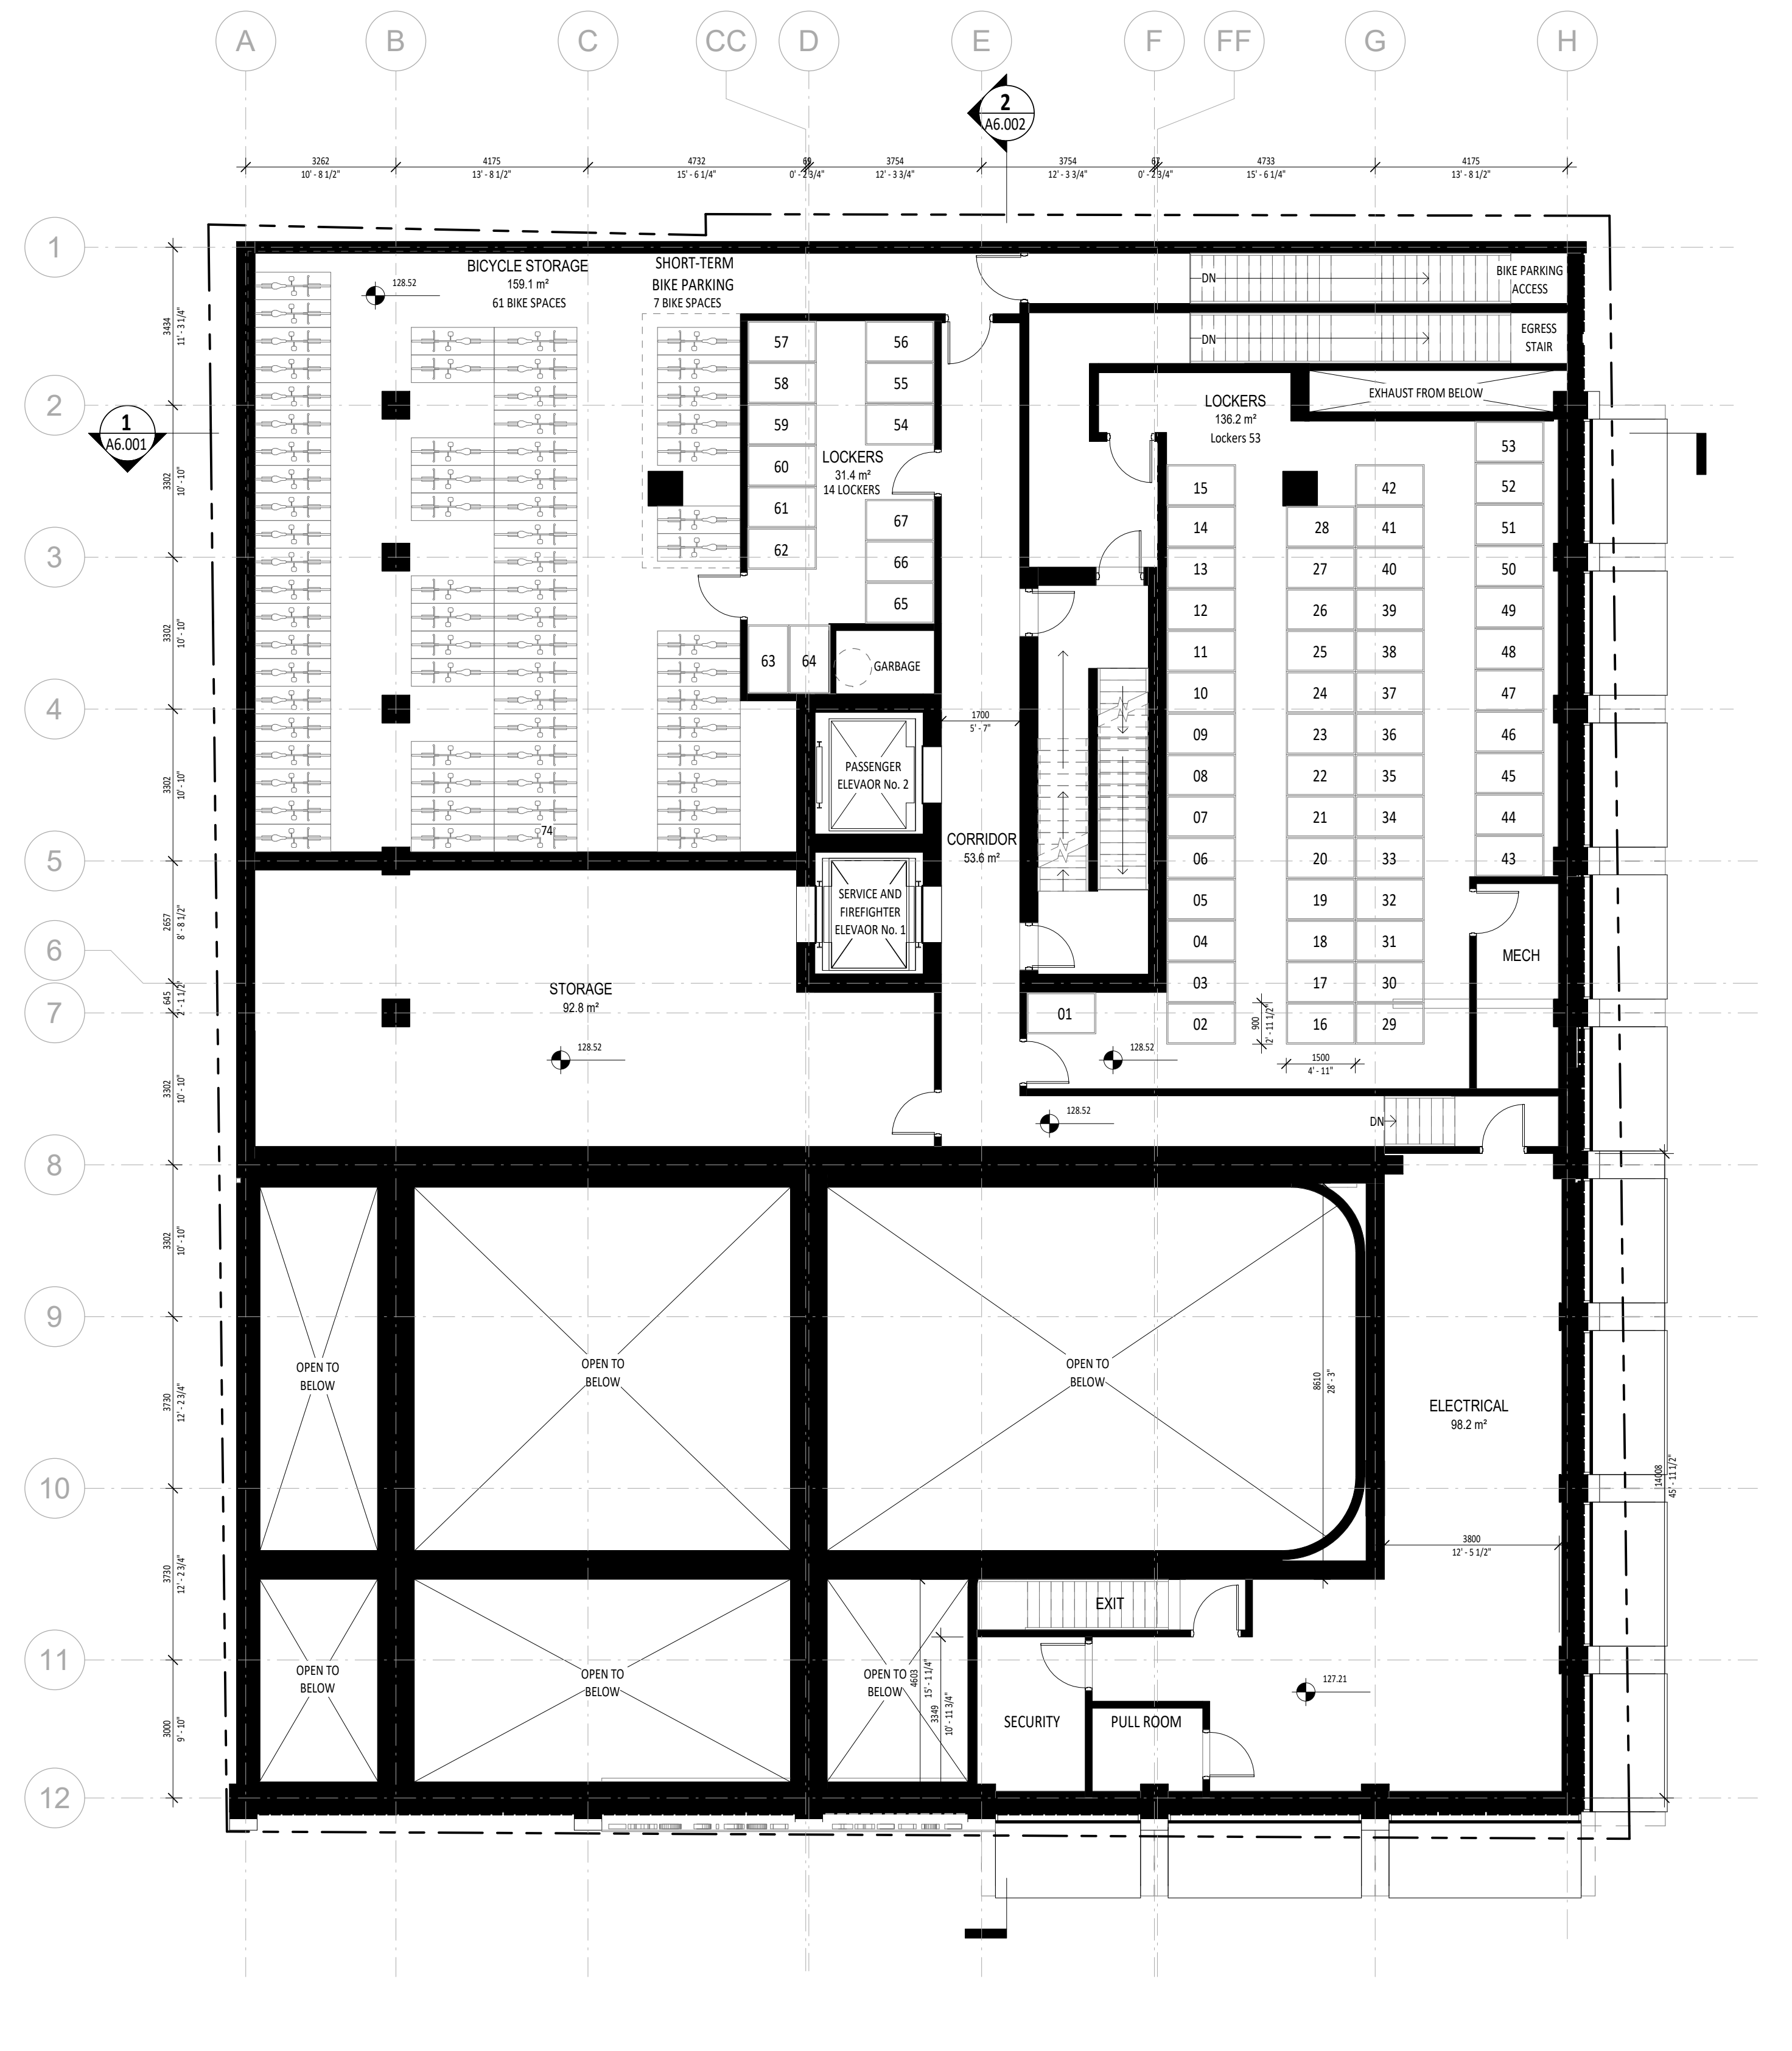 A
B
C
CC
D
E
F
FF
G
H
2
A6.002
3262
10' - 8 1/2"
4175
13' - 8 1/2"
4732
15' - 6 1/4"
69
0' - 2 3/4"
3754
12' - 3 3/4"
3754
12' - 3 3/4"
67
0' - 2 3/4"
4733
15' - 6 1/4"
4175
13' - 8 1/2"
1
2
3
4
5
6
7
8
9
10
11
12
1
A6.001
3434
11' - 3 1/4"
3302
10' - 10"
3302
10' - 10"
3302
10' - 10"
2657
8' - 8 1/2"
645
2' - 1 1/2"
3302
10' - 10"
3302
10' - 10"
3730
12' - 2 3/4"
3730
12' - 2 3/4"
3000
9' - 10"
BICYCLE STORAGE
159.1 m²
61 BIKE SPACES
128.52
SHORT-TERM
BIKE PARKING
7 BIKE SPACES
74
57
58
59
60
61
62
63
64
56
55
54
67
66
65
LOCKERS
31.4 m²
14 LOCKERS
GARBAGE
PASSENGER
ELEVAOR No. 2
SERVICE AND
FIREFIGHTER
ELEVAOR No. 1
1700
5' - 7"
CORRIDOR
53.6 m²
DN
BIKE PARKING
ACCESS
DN
EGRESS
STAIR
EXHAUST FROM BELOW
LOCKERS
136.2 m²
Lockers 53
15
14
13
12
11
10
09
08
07
06
05
04
03
02
01
28
27
26
25
24
23
22
21
20
19
18
17
16
42
41
40
39
38
37
36
35
34
33
32
31
30
29
53
52
51
50
49
48
47
46
45
44
43
MECH
900
2' - 11 1/2"
1500
4' - 11"
128.52
128.52
DN
STORAGE
92.8 m²
128.52
OPEN TO
BELOW
OPEN TO
BELOW
OPEN TO
BELOW
8610
28' - 3"
ELECTRICAL
98.2 m²
14008
45' - 11 1/2"
3800
12' - 5 1/2"
OPEN TO
BELOW
OPEN TO
BELOW
OPEN TO
BELOW
4603
15' - 1 1/4"
3349
10' - 11 3/4"
EXIT
SECURITY
PULL ROOM
127.21